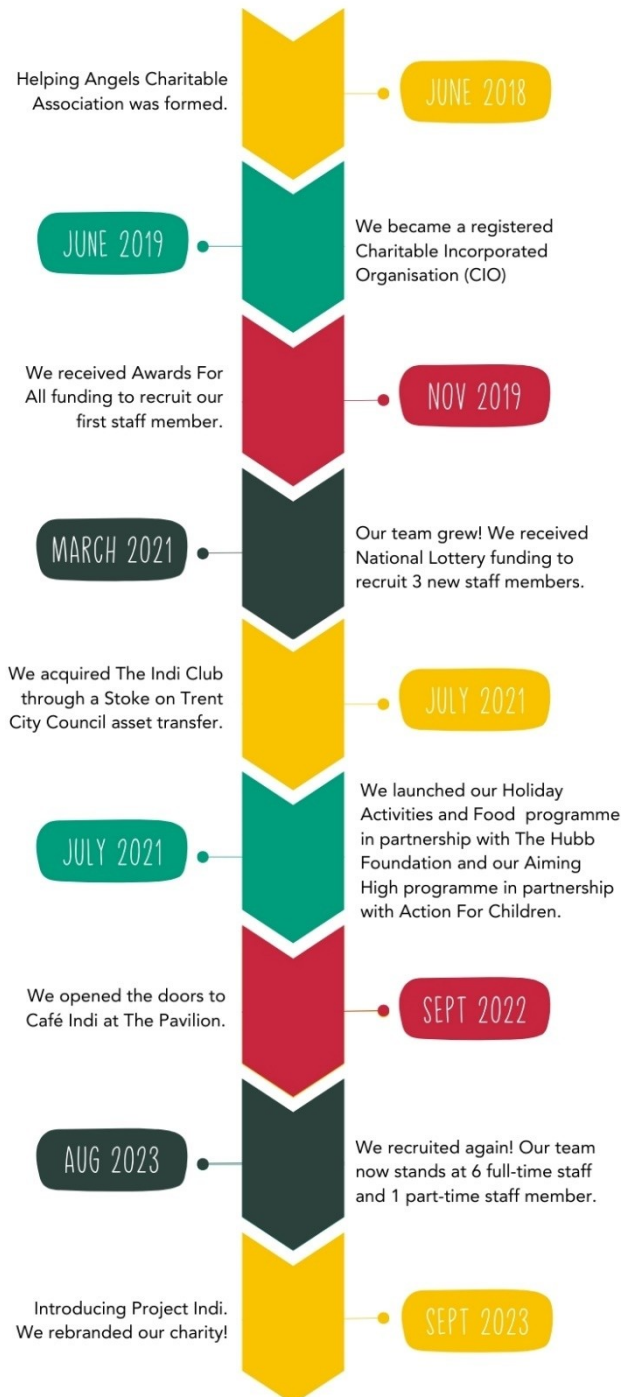 Helping Angels Charitable
Association was formed.
JUNE 2018
JUNE 2019
We became a registered
Charitable Incorporated
Organisation (CIO)
We received Awards For
All funding to recruit our
first staff member.
NOV 2019
MARCH 2021
Our team grew! We received
National Lottery funding to
recruit 3 new staff members.
We acquired The Indi Club
through a Stoke on Trent
City Council asset transfer.
JULY 2021
JULY 2021
We launched our Holiday
Activities and Food programme
in partnership with The Hubb
Foundation and our Aiming
High programme in partnership
with Action For Children.
We opened the doors to
Café Indi at The Pavilion.
SEPT 2022
AUG 2023
We recruited again! Our team
now stands at 6 full-time staff
and 1 part-time staff member.
Introducing Project Indi.
We rebranded our charity!
SEPT 2023